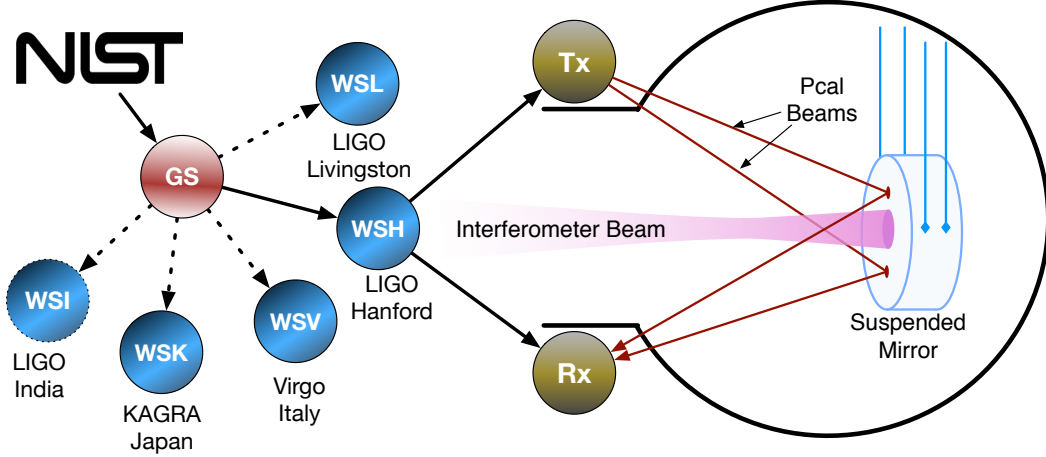 NIST
WSL
LIGO
Livingston
GS
WSH
LIGO
Hanford
WSI
LIGO
India
WSK
KAGRA
Japan
WSV
Virgo
Italy
Tx
Pcal
Beams
Interferometer Beam
Suspended
Mirror
Rx